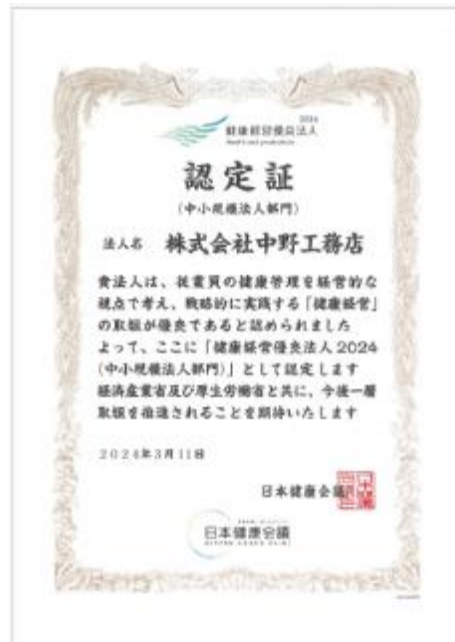 2024
健康経営優良法人
Health and productivity
認定証
(中小規模法人部門)
法人名 株式会社中野工務店
貴法人は、従業員の健康管理を経営的な
視点で考え、戦略的に実践する「健康経営」
の取組が優良であると認められました
よって、ここに「健康経営優良法人2024
(中小規模法人部門)」として認定します
経済産業省及び厚生労働省と共に、今後一層
取組を推進されることを期待いたします
2024年3月11日
日本健康会議
日本健康会議